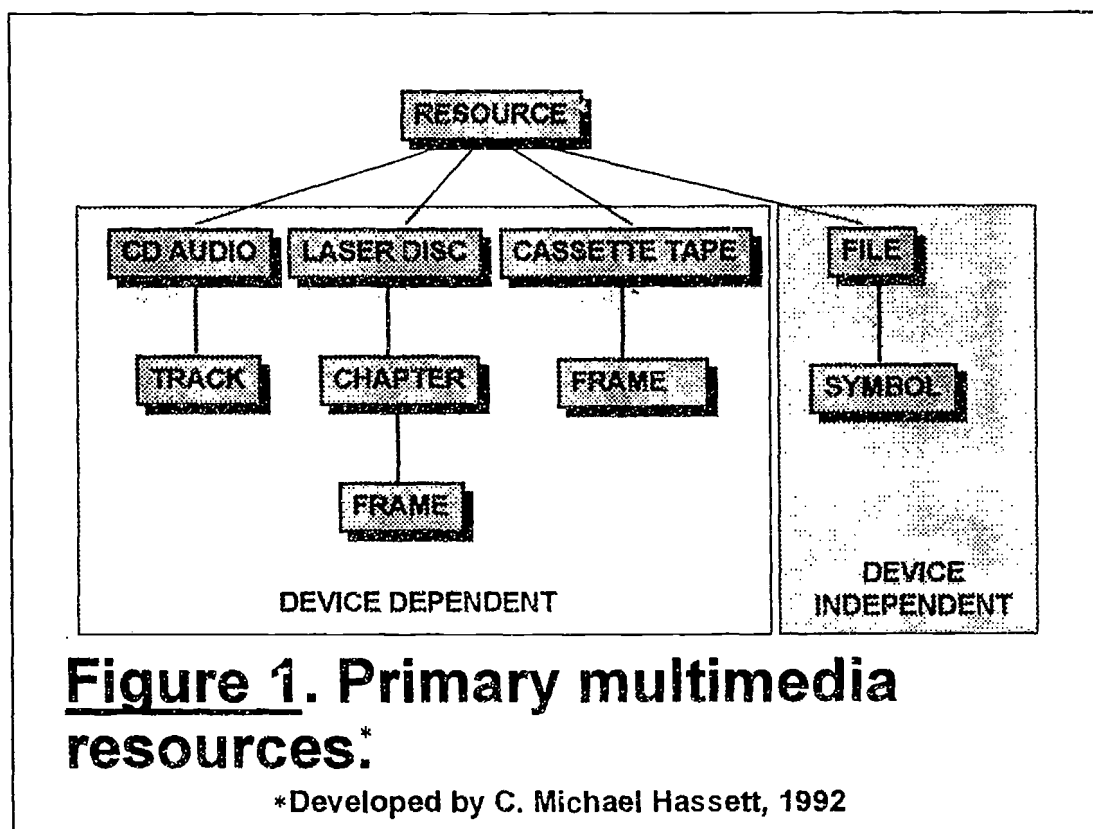 RESOURCE
CD AUDIO LASER DISC CASSETTE TAPE FILE
TRACK CHAPTER FRAME SYMBOL
FRAME
DEVICE DEPENDENT
DEVICE
INDEPENDENT
Figure 1. Primary multimedia
resources.*
*Developed by C. Michael Hassett, 1992